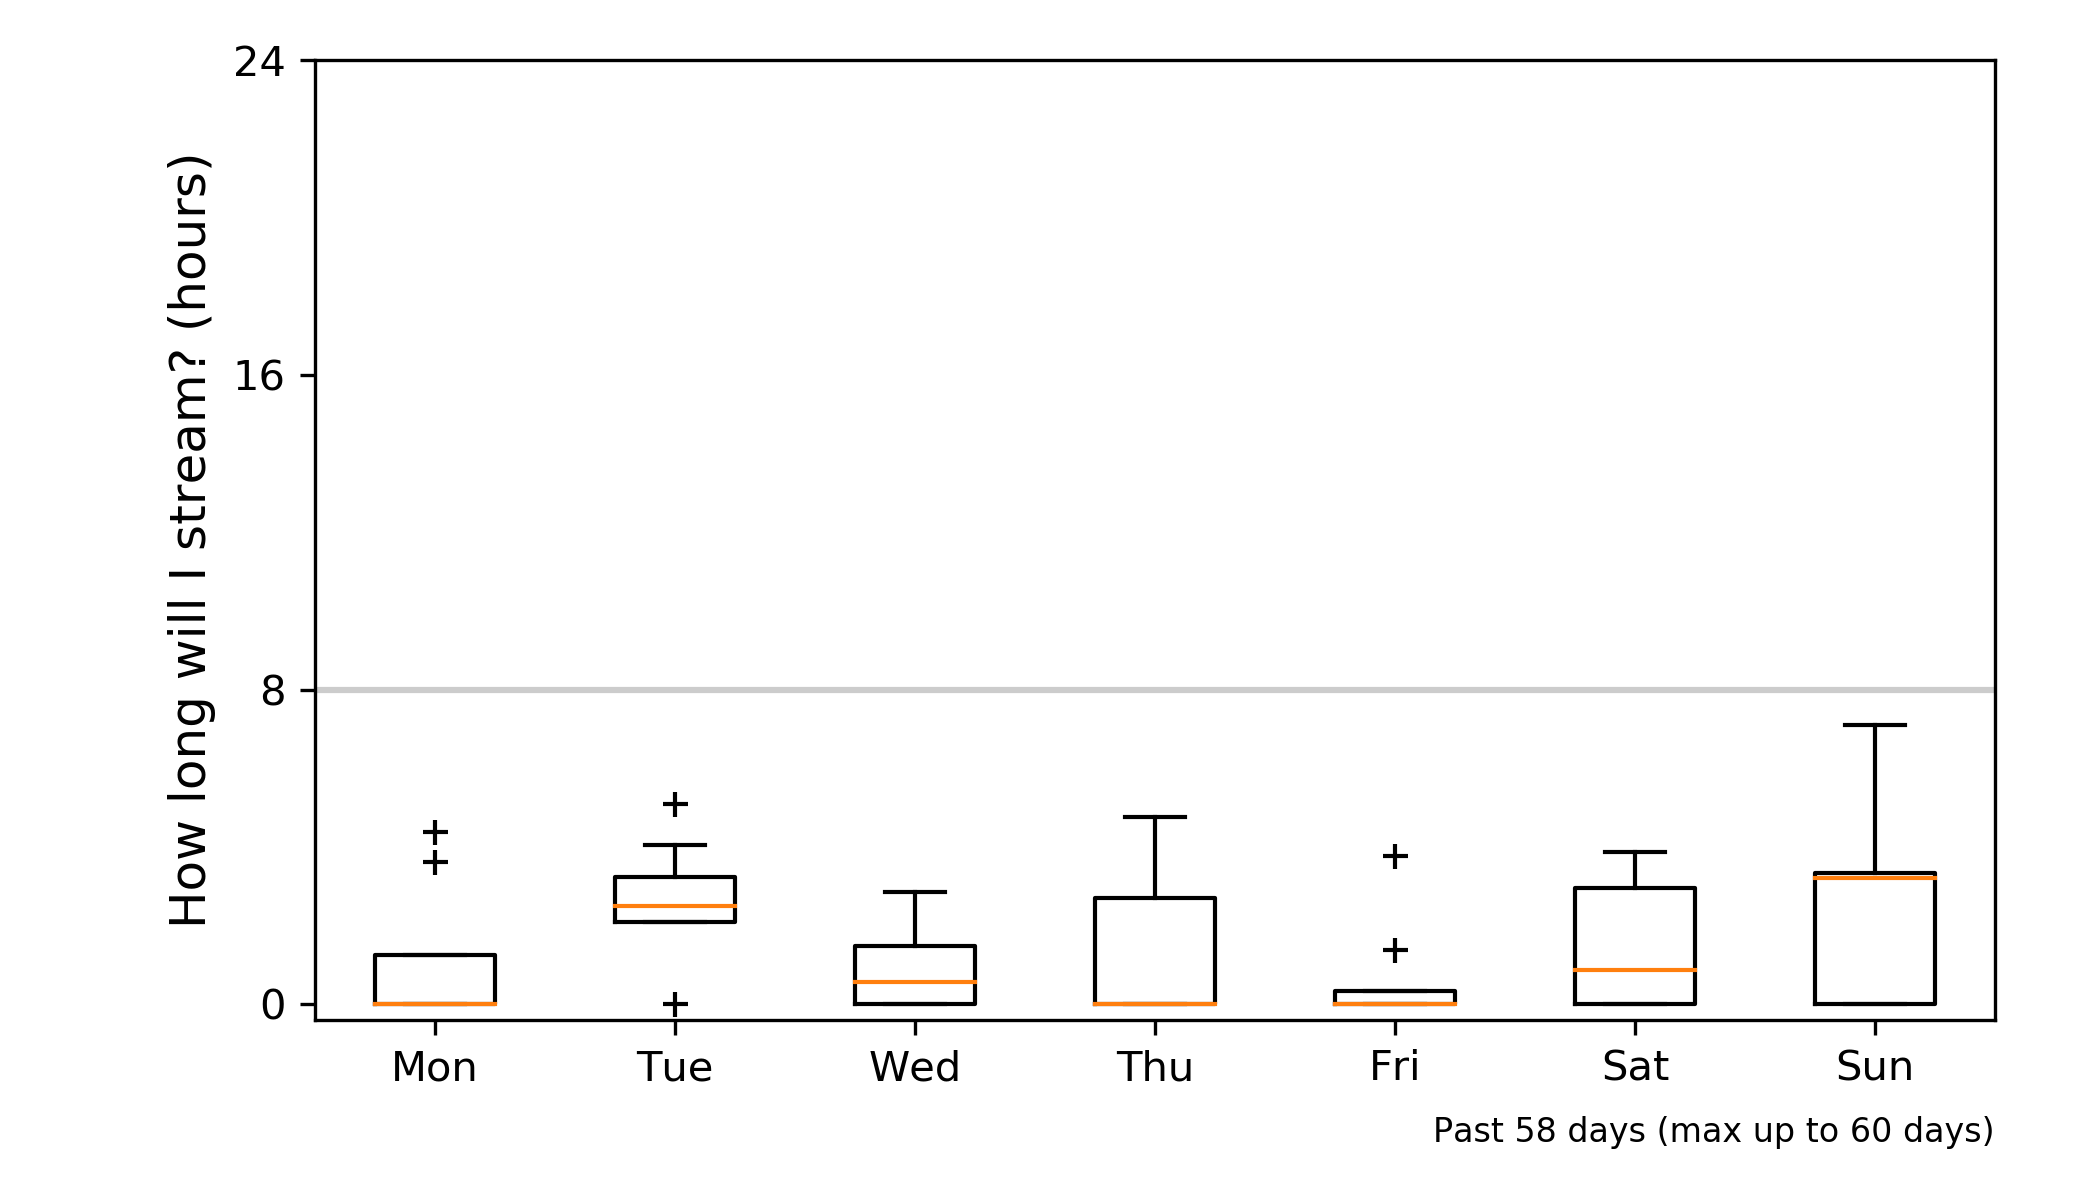 How long will I stream? (hours)
24
16
8
0
Mon Tue Wed Thu Fri Sat Sun
Past 58 days (max up to 60 days)